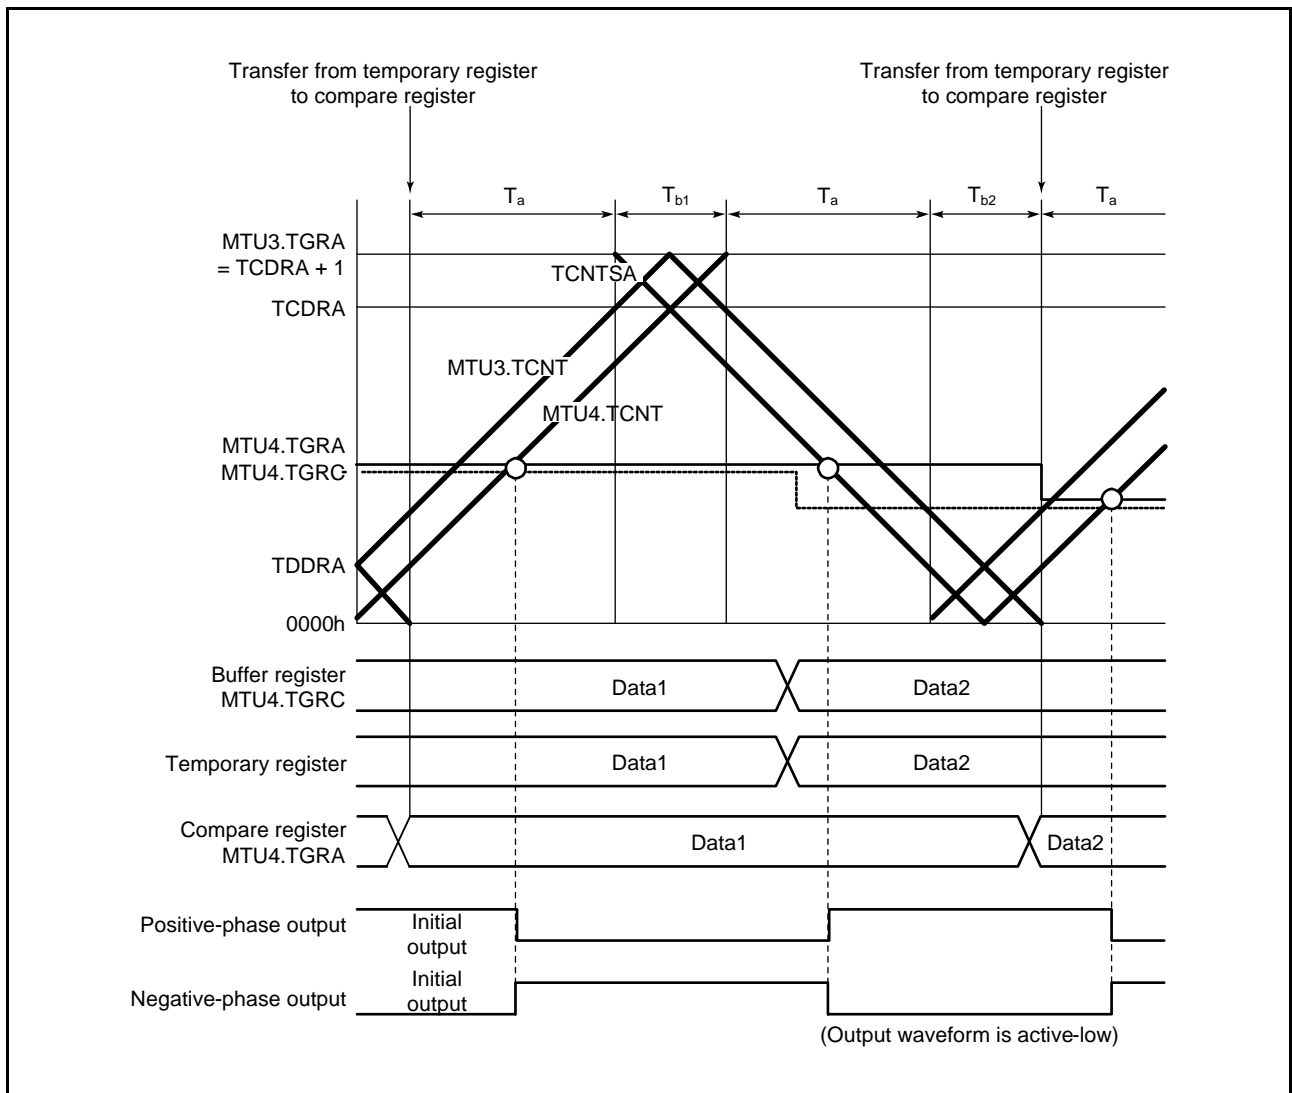 Transfer from temporary register
to compare register
Transfer from temporary register
to compare register
Ta
Tb1
Ta
Tb2
Ta
MTU3.TGRA
= TCDRA + 1
TCNTSA
TCDRA
MTU3.TCNT
MTU4.TCNT
MTU4.TGRA
MTU4.TGRC
TDDRA
0000h
Buffer register
MTU4.TGRC
Data1
Data2
Temporary register
Data1
Data2
Compare register
MTU4.TGRA
Data1
Data2
Positive-phase output
Initial
output
Negative-phase output
Initial
output
(Output waveform is active-low)